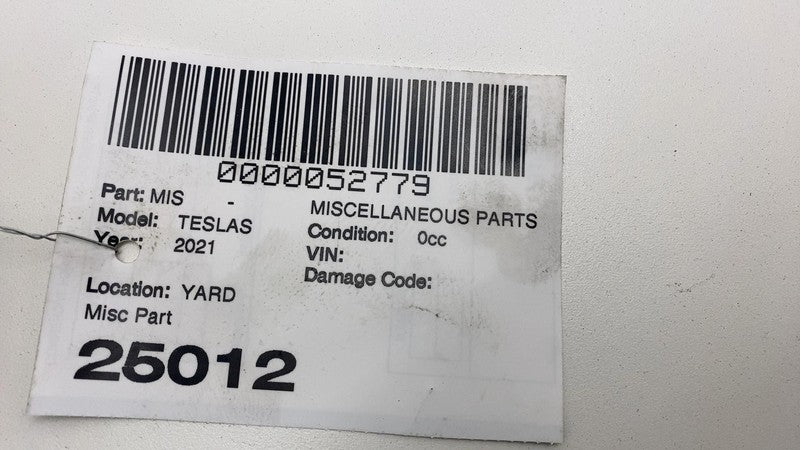 0000052779
Part: MIS - MISCELLANEOUS PARTS
Model: TESLAS Condition: 0cc
Year: 2021 VIN:
Damage Code:
Location: YARD
Misc Part
25012